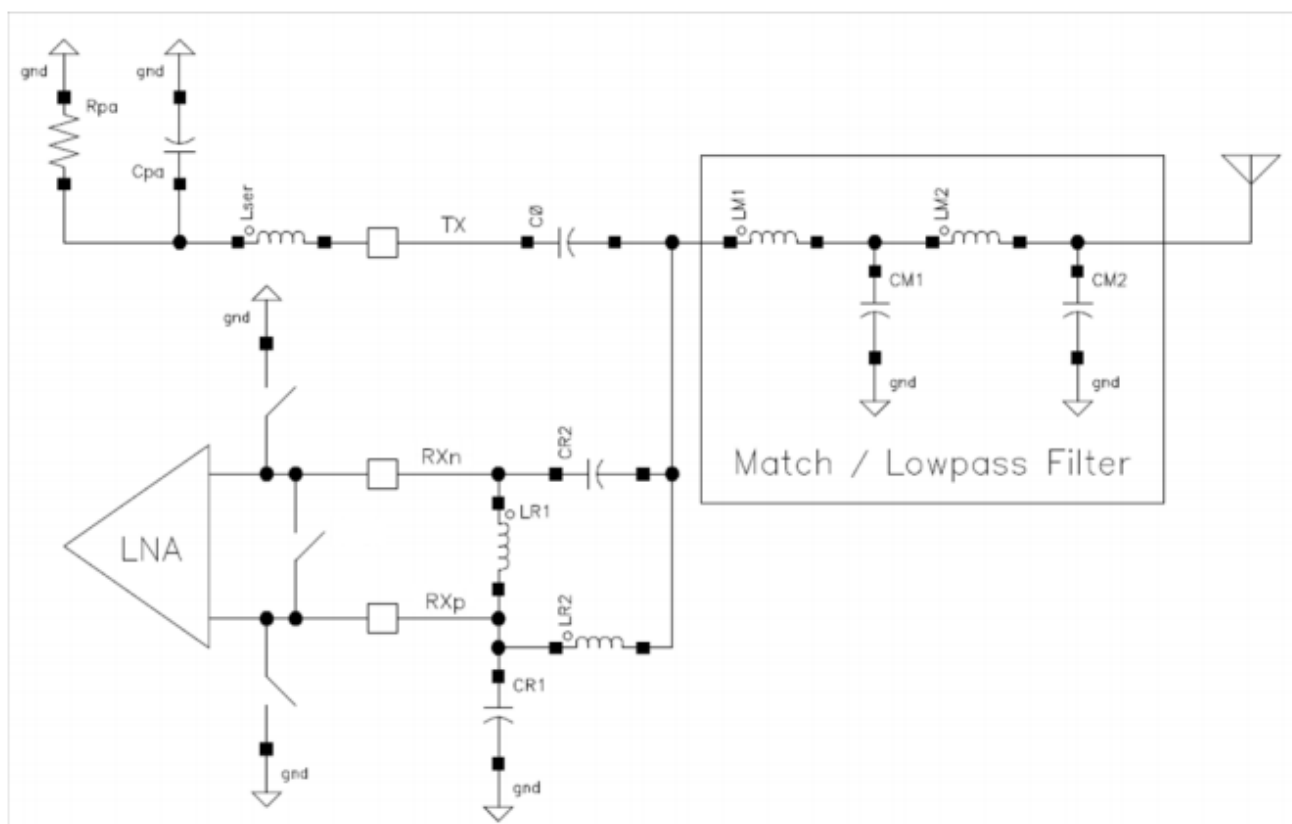 gnd
gnd
Rpa
Cpa
Lser
TX
CØ
LM1
LM2
CM1
CM2
gnd
gnd
gnd
Match / Lowpass Filter
RXn
CR2
LR1
LNA
RXp
LR2
CR1
gnd
gnd